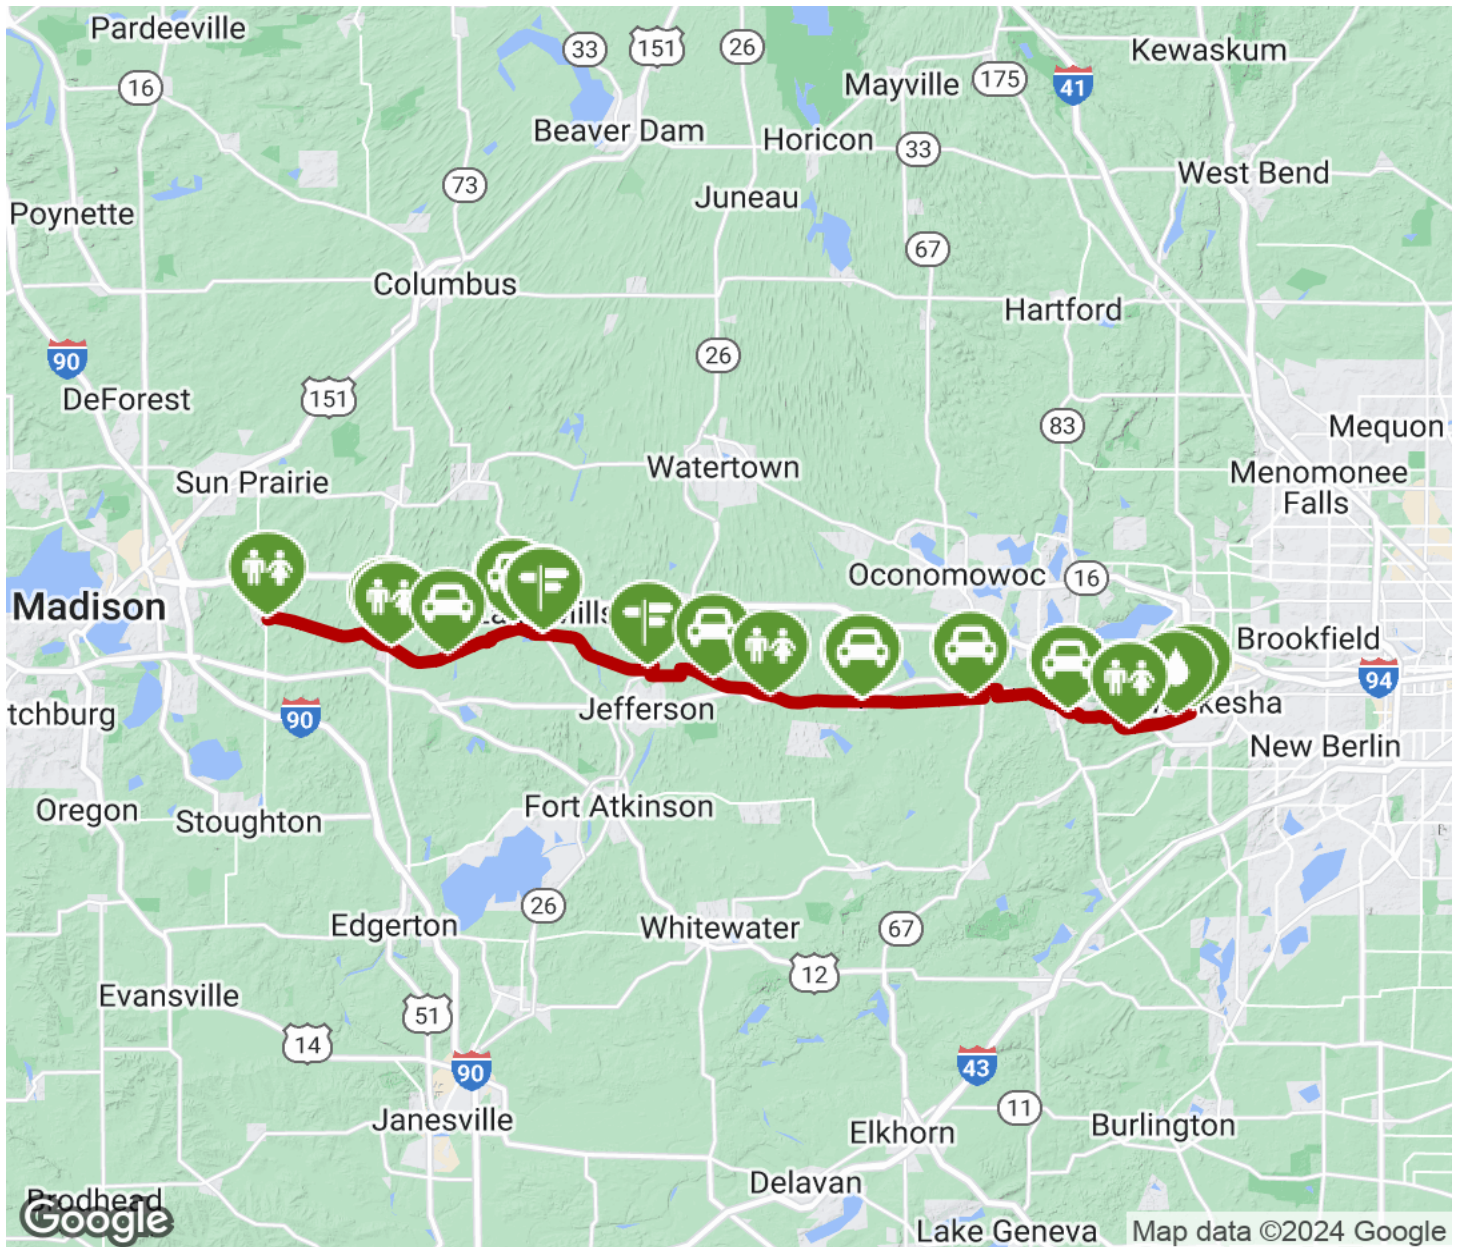 Pardeeville
33
151
26
Kewaskum
Mayville
175
41
16
Beaver Dam
Horicon
33
West Bend
73
Juneau
Poynette
67
Columbus
Hartford
90
26
DeForest
151
83
Mequon
Watertown
Menomonee
Falls
Sun Prairie
Oconomowoc
16
Madison
Brookfield
94
tchburg
90
Jefferson
kesha
New Berlin
Oregon
Stoughton
Fort Atkinson
26
Edgerton
Whitewater
67
12
Evansville
51
14
90
43
Janesville
11
Elkhorn
Burlington
Delavan
Brodhead
Google
Lake Geneva
Map data ©2024 Google